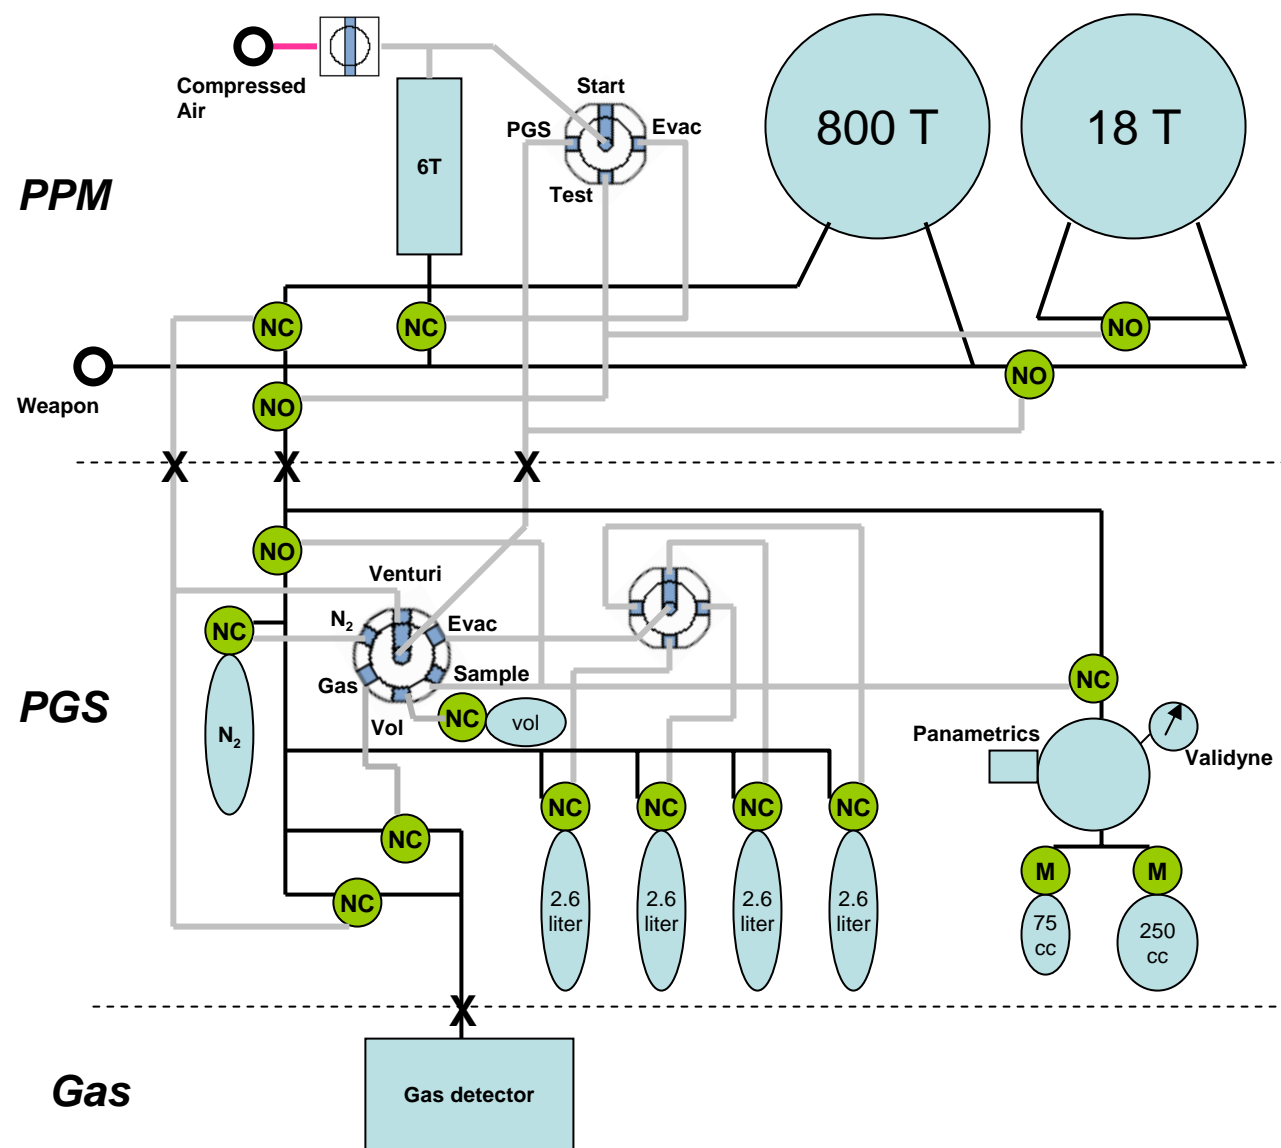 Compressed
Air
Start
PGS
Evac
Test
6T
800 T
18 T
PPM
NC
NC
NO
NO
NO
Weapon
X
X
X
NO
Venturi
N2
Evac
NC
Gas
Sample
Vol
NC
vol
NC
PGS
N2
Panametrics
Validyne
NC
NC
NC
NC
NC
NC
M
M
2.6
liter
2.6
liter
2.6
liter
2.6
liter
75
cc
250
cc
X
Gas
Gas detector